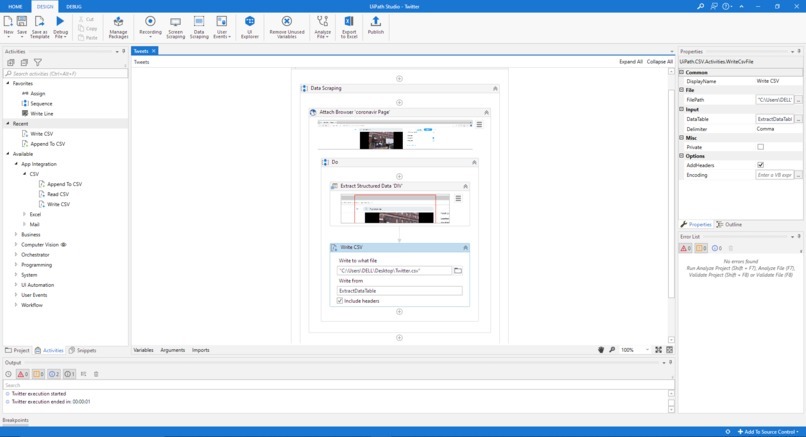 UiPath Studio - Twitter
HOME DESIGN DEBUG
New Save Save as Template Debug File Cut Copy Paste Manage Packages Recording Screen Scraping Data Scraping User Events UI Explorer Remove Unused Variables Analyze File Export to Excel Publish
Activities
Search activities (Ctrl+Alt+F)
Favorites
Assign
Sequence
Write Line
Recent
Write CSV
Append To CSV
Available
App Integration
CSV
Append To CSV
Read CSV
Write CSV
Excel
Mail
Business
Computer Vision
Orchestrator
Programming
System
UI Automation
User Events
Workflow
Project Activities Snippets
Tweets
Tweets Expand All Collapse All
Data Scraping
Attach Browser 'coronavir Page'
Do
Extract Structured Data 'DIV'
Write CSV
Write to what file
"C:\Users\DELL\Desktop\Twitter.csv"
Write from
ExtractDataTable
Include headers
Variables Arguments Imports 100%
Properties
UiPath.CSV.Activities.WriteCsvFile
Common
DisplayName Write CSV
File
FilePath "C:\Users\DELL'
Input
DataTable ExtractDataTabl
Delimiter Comma
Misc
Private
Options
AddHeaders
Encoding Enter a VB expr
Properties Outline
Error List
0 0 6
No errors found
Run Analyze Project (Shift + F7), Analyze File (F7),
Validate Project (Shift + F8) or Validate File (F8)
Output
0 0 2 1
Search
Twitter execution started
Twitter execution ended in: 00:00:01
Breakpoints
Add To Source Control